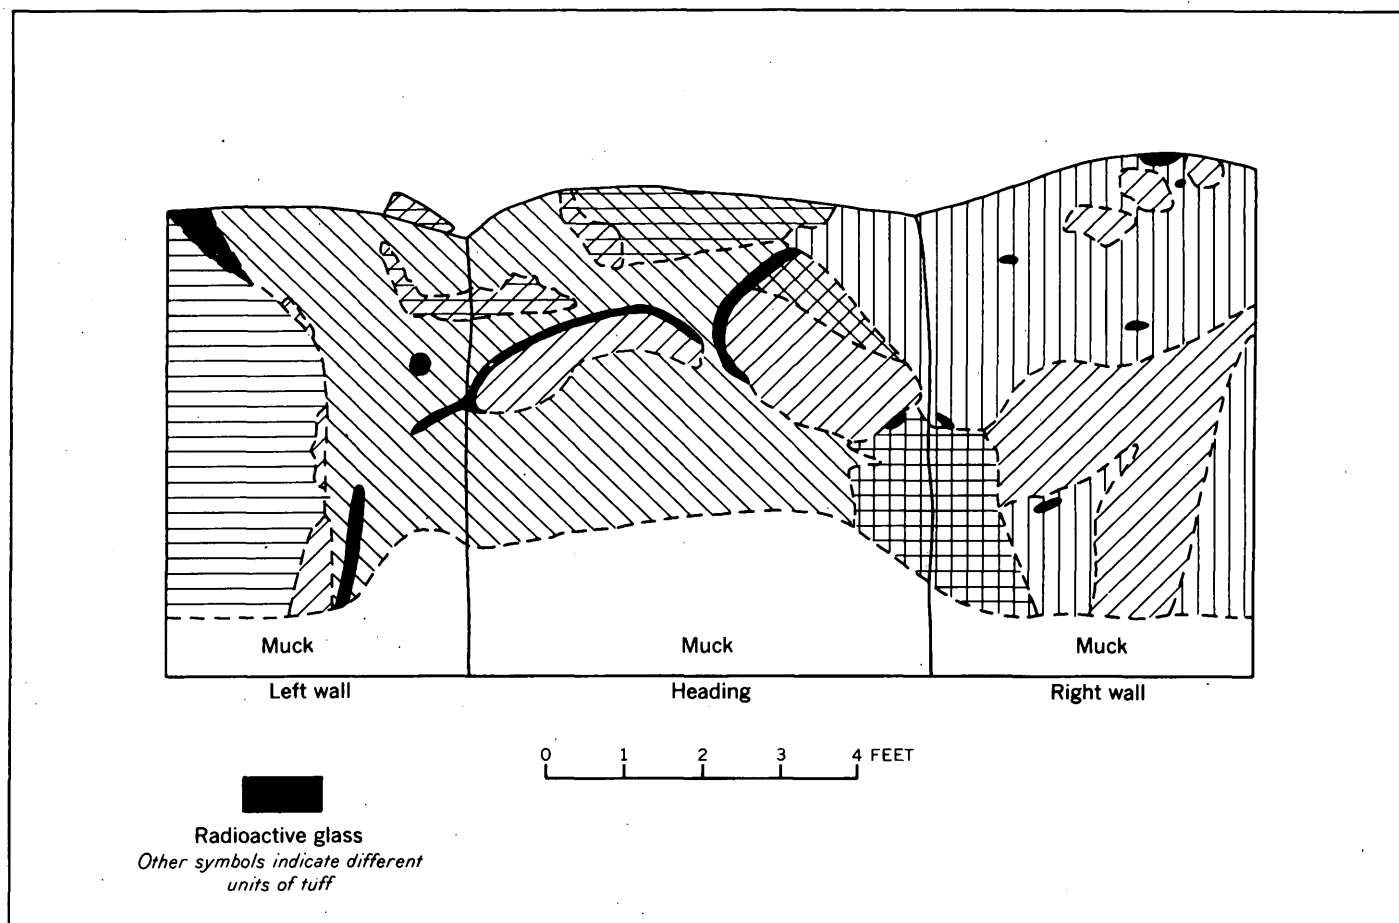 Muck
Muck
Muck
Left wall
Heading
Right wall
0 1 2 3 4 FEET
Radioactive glass
Other symbols indicate different
units of tuff